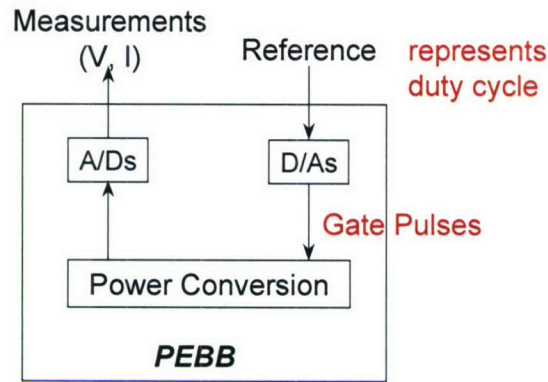 Measurements
(V, I)
Reference
represents
duty cycle
A/Ds
D/As
Gate Pulses
Power Conversion
PEBB